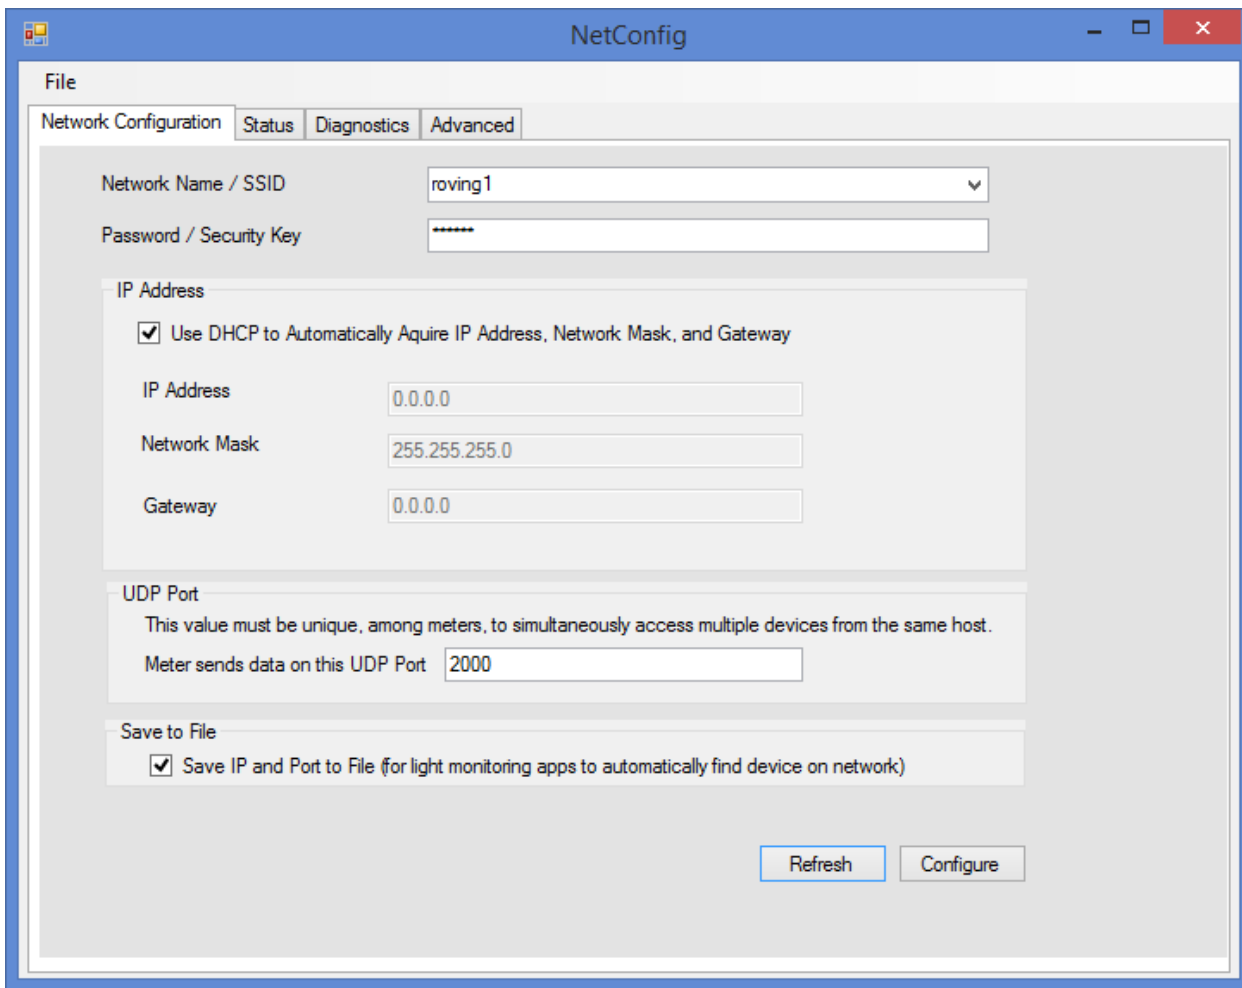 NetConfig
File
Network Configuration Status Diagnostics Advanced
Network Name / SSID roving1
Password / Security Key ******
IP Address
Use DHCP to Automatically Aquire IP Address, Network Mask, and Gateway
IP Address 0.0.0.0
Network Mask 255.255.255.0
Gateway 0.0.0.0
UDP Port
This value must be unique, among meters, to simultaneously access multiple devices from the same host.
Meter sends data on this UDP Port 2000
Save to File
Save IP and Port to File (for light monitoring apps to automatically find device on network)
Refresh Configure